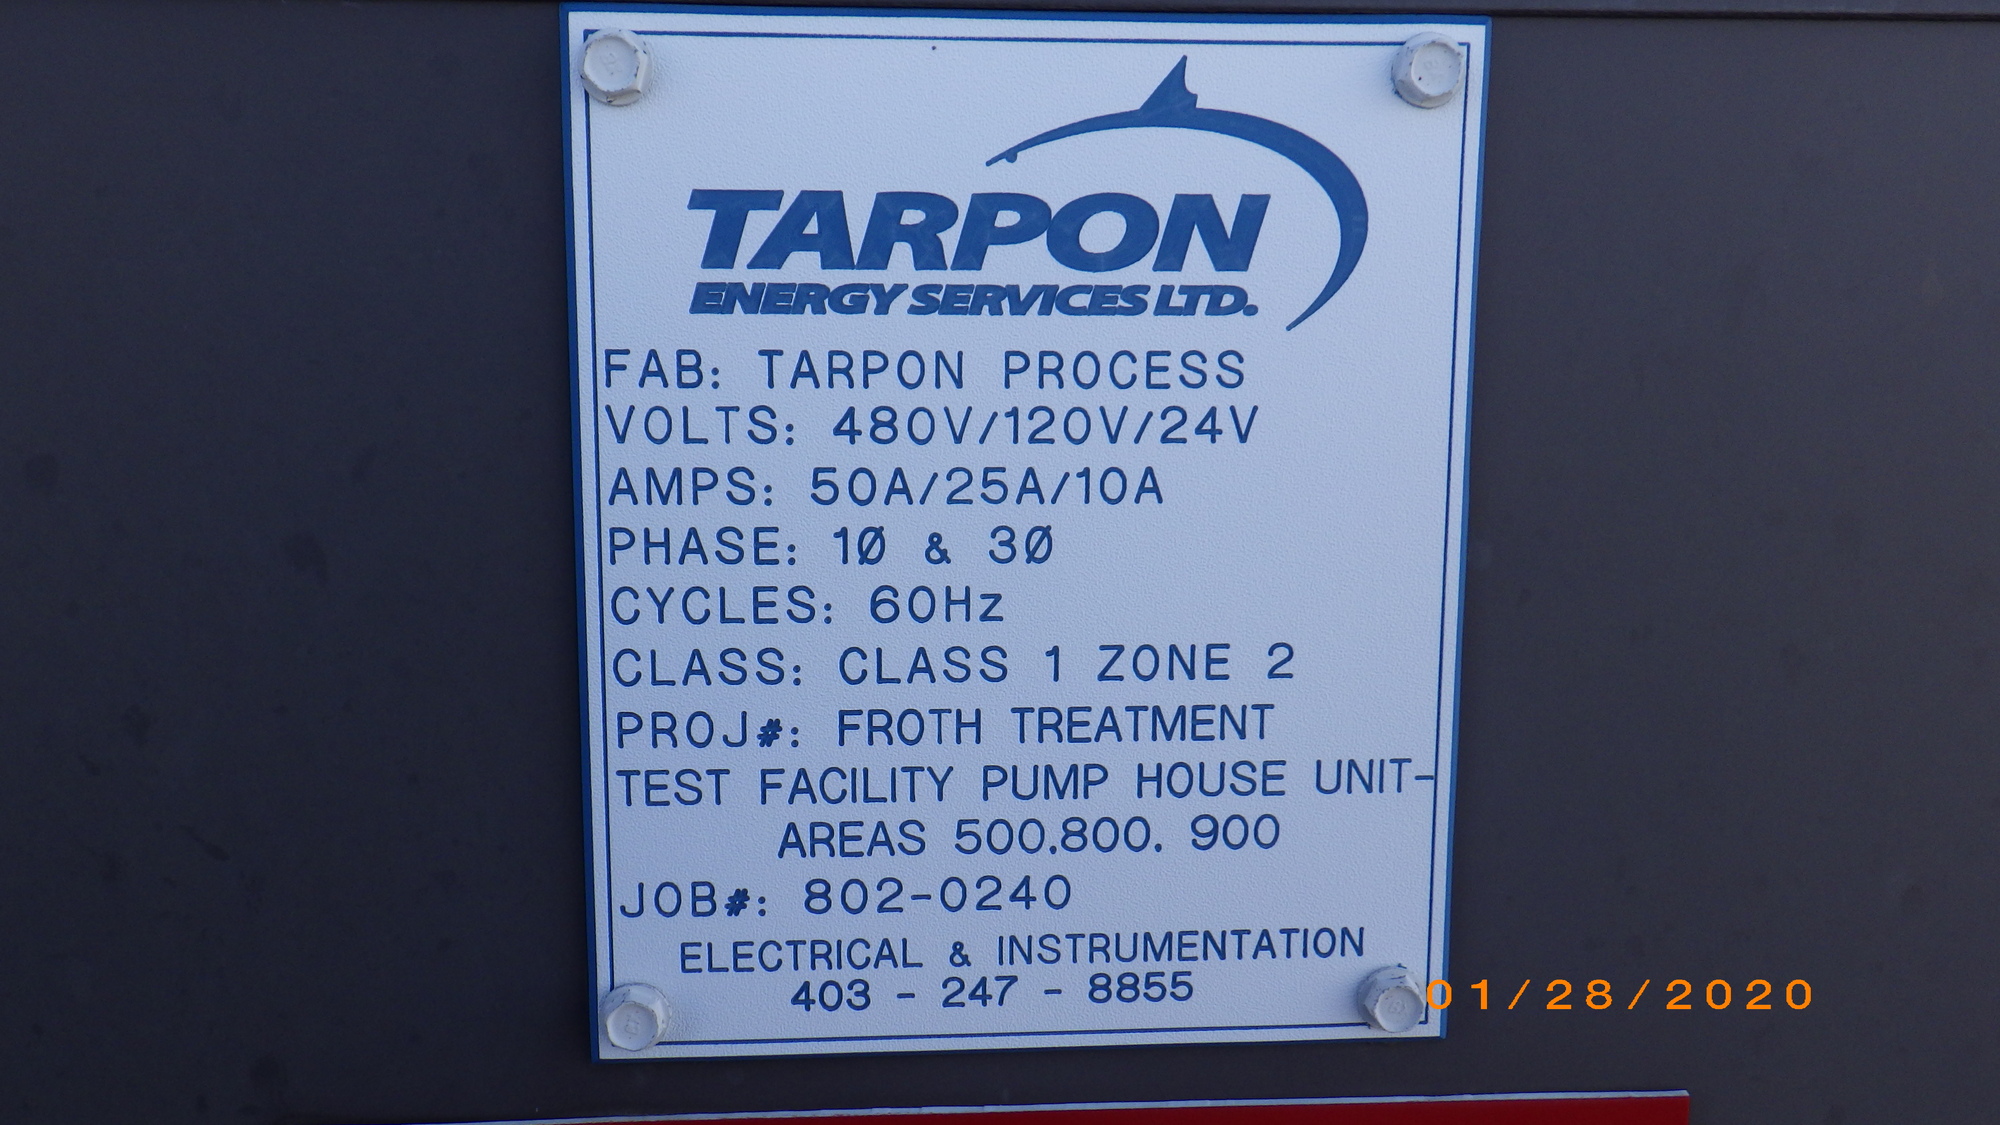 TARPON
ENERGY SERVICES LTD.
FAB: TARPON PROCESS
VOLTS: 480V/120V/24V
AMPS: 50A/25A/10A
PHASE: 1Ø & 3Ø
CYCLES: 60Hz
CLASS: CLASS 1 ZONE 2
PROJ#: FROTH TREATMENT
TEST FACILITY PUMP HOUSE UNIT-
AREAS 500.800. 900
JOB#: 802-0240
ELECTRICAL & INSTRUMENTATION
403 - 247 - 8855
01/28/2020